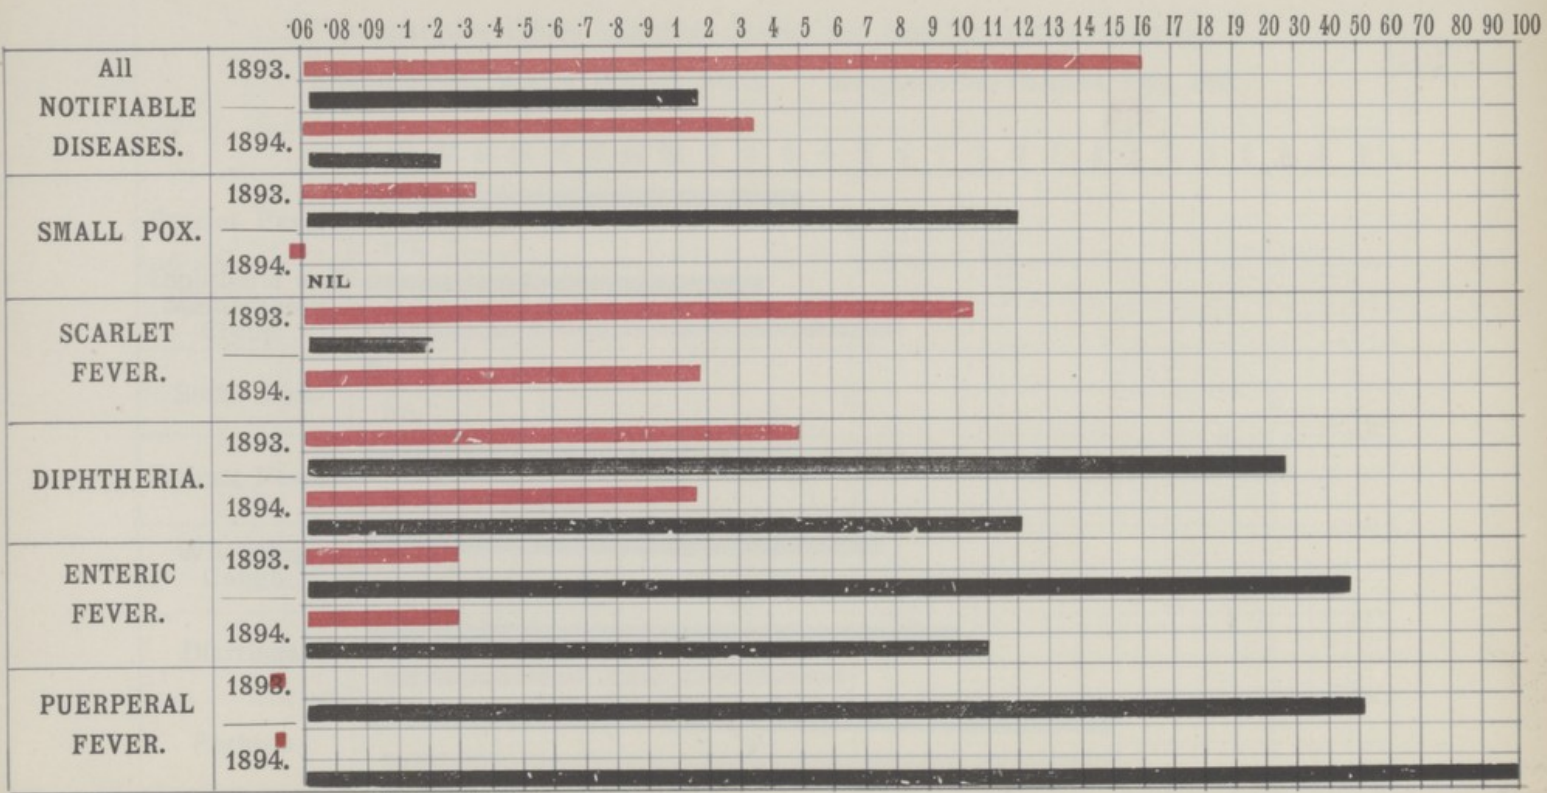 ·06 ·08 ·09 ·1 ·2 ·3 ·4 ·5 ·6 ·7 ·8 ·9 1 2 3 4 5 6 7 8 9 10 11 12 13 14 15 16 17 18 19 20 30 40 50 60 70 80 90 100
All
NOTIFIABLE
DISEASES.
1893.
1894.
SMALL POX.
1893.
1894.
NIL
SCARLET
FEVER.
1893.
1894.
DIPHTHERIA.
1893.
1894.
ENTERIC
FEVER.
1893.
1894.
PUERPERAL
FEVER.
1893.
1894.